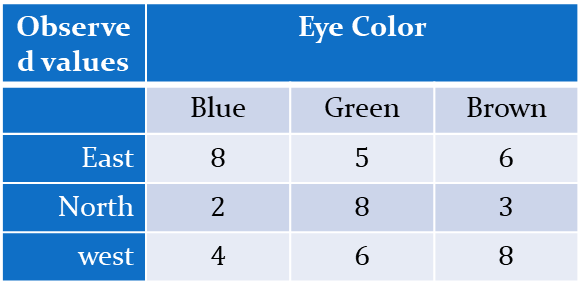 Observe Eye Color
d values
Blue Green Brown
East 8 5 6
North 2 8 3
west 4 6 8